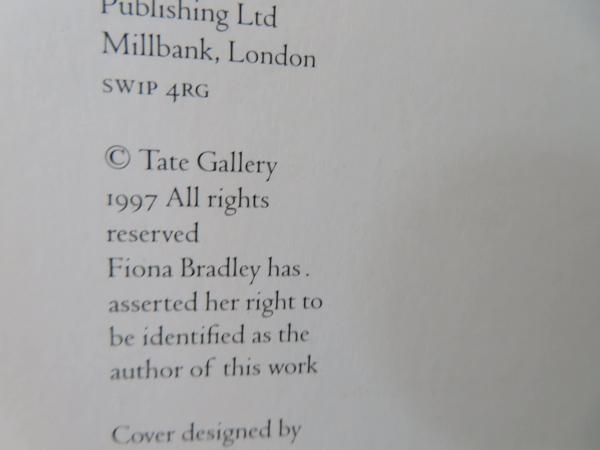 Publishing Ltd
Millbank, London
SW1P 4RG
© Tate Gallery
1997 All rights
reserved
Fiona Bradley has.
asserted her right to
be identified as the
author of this work
Cover designed by